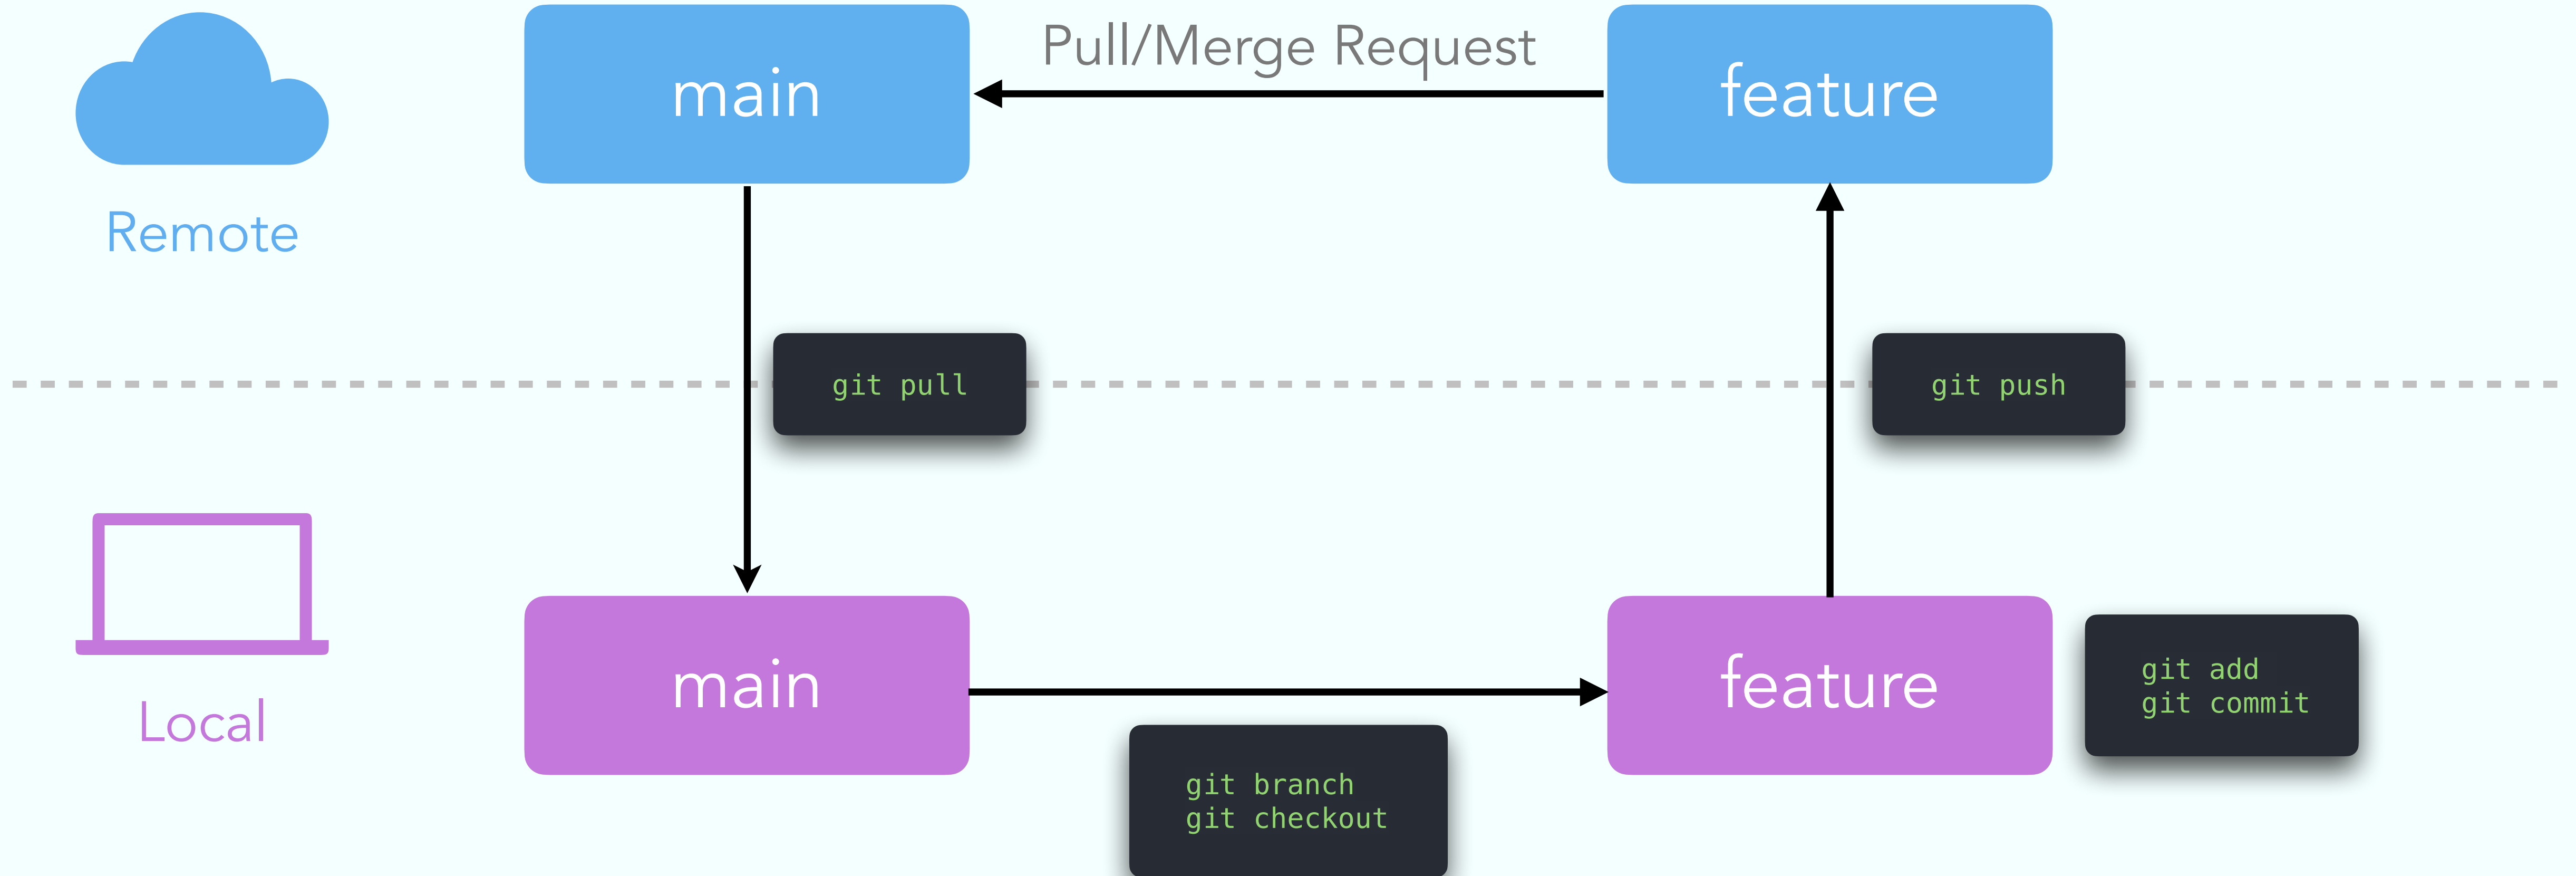 main
Pull/Merge Request
feature
Remote
git pull
git push
Local
main
feature
git add
git commit
git branch
git checkout